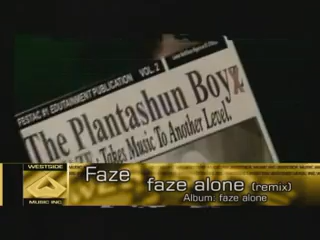 FESTAC 81 EDUTAINMENT PUBLICATION VOL. 2
The Plantashun Boyz
Takes Music To Another Level.
WESTSIDE
MUSIC INC.
Faze
faze alone (remix)
Album: faze alone